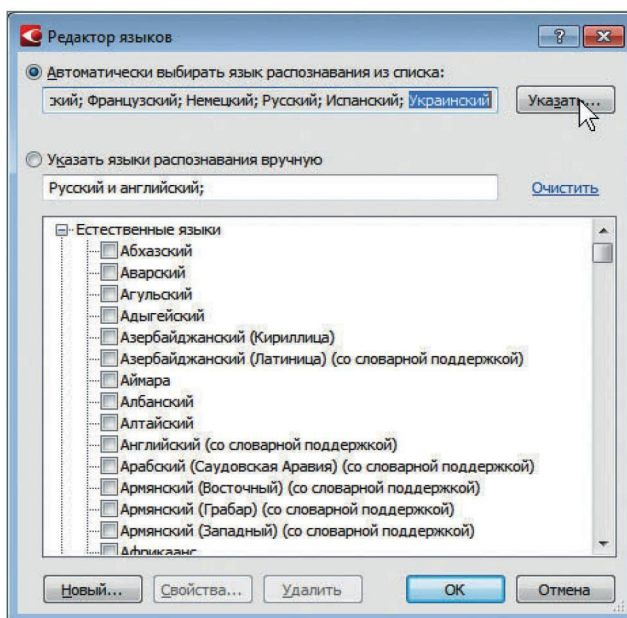 Редактор языков
Автоматически выбирать язык распознавания из списка:
кий; Французский; Немецкий; Русский; Испанский; Украинский
Указать...
Указать языки распознавания вручную
Русский и английский;
Очистить
Естественные языки
Абхазский
Аварский
Агульский
Адыгейский
Азербайджанский (Кириллица)
Азербайджанский (Латиница) (со словарной поддержкой)
Аймара
Албанский
Алтайский
Английский (со словарной поддержкой)
Арабский (Саудовская Аравия) (со словарной поддержкой)
Армянский (Восточный) (со словарной поддержкой)
Армянский (Грабар) (со словарной поддержкой)
Армянский (Западный) (со словарной поддержкой)
Африкаанс
Новый... Свойства... Удалить OK Отмена